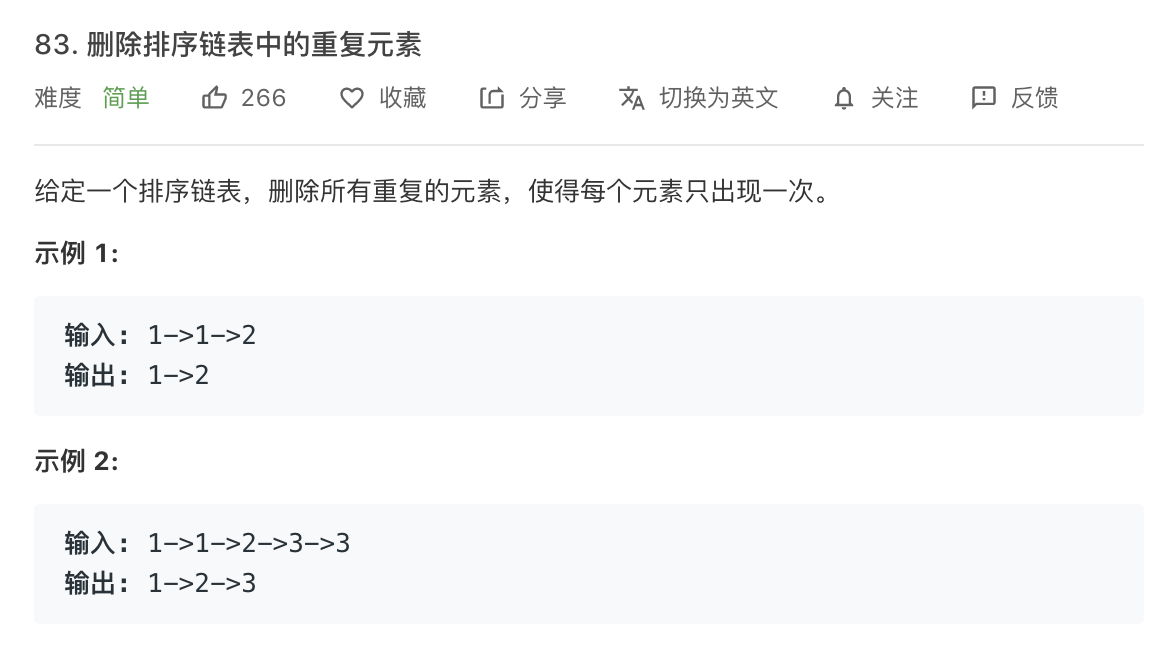 83. 删除排序链表中的重复元素
难度 简单 266 收藏 分享 切换为英文 关注 反馈
给定一个排序链表，删除所有重复的元素，使得每个元素只出现一次。
示例 1:
输入: 1->1->2
输出: 1->2
示例 2:
输入: 1->1->2->3->3
输出: 1->2->3